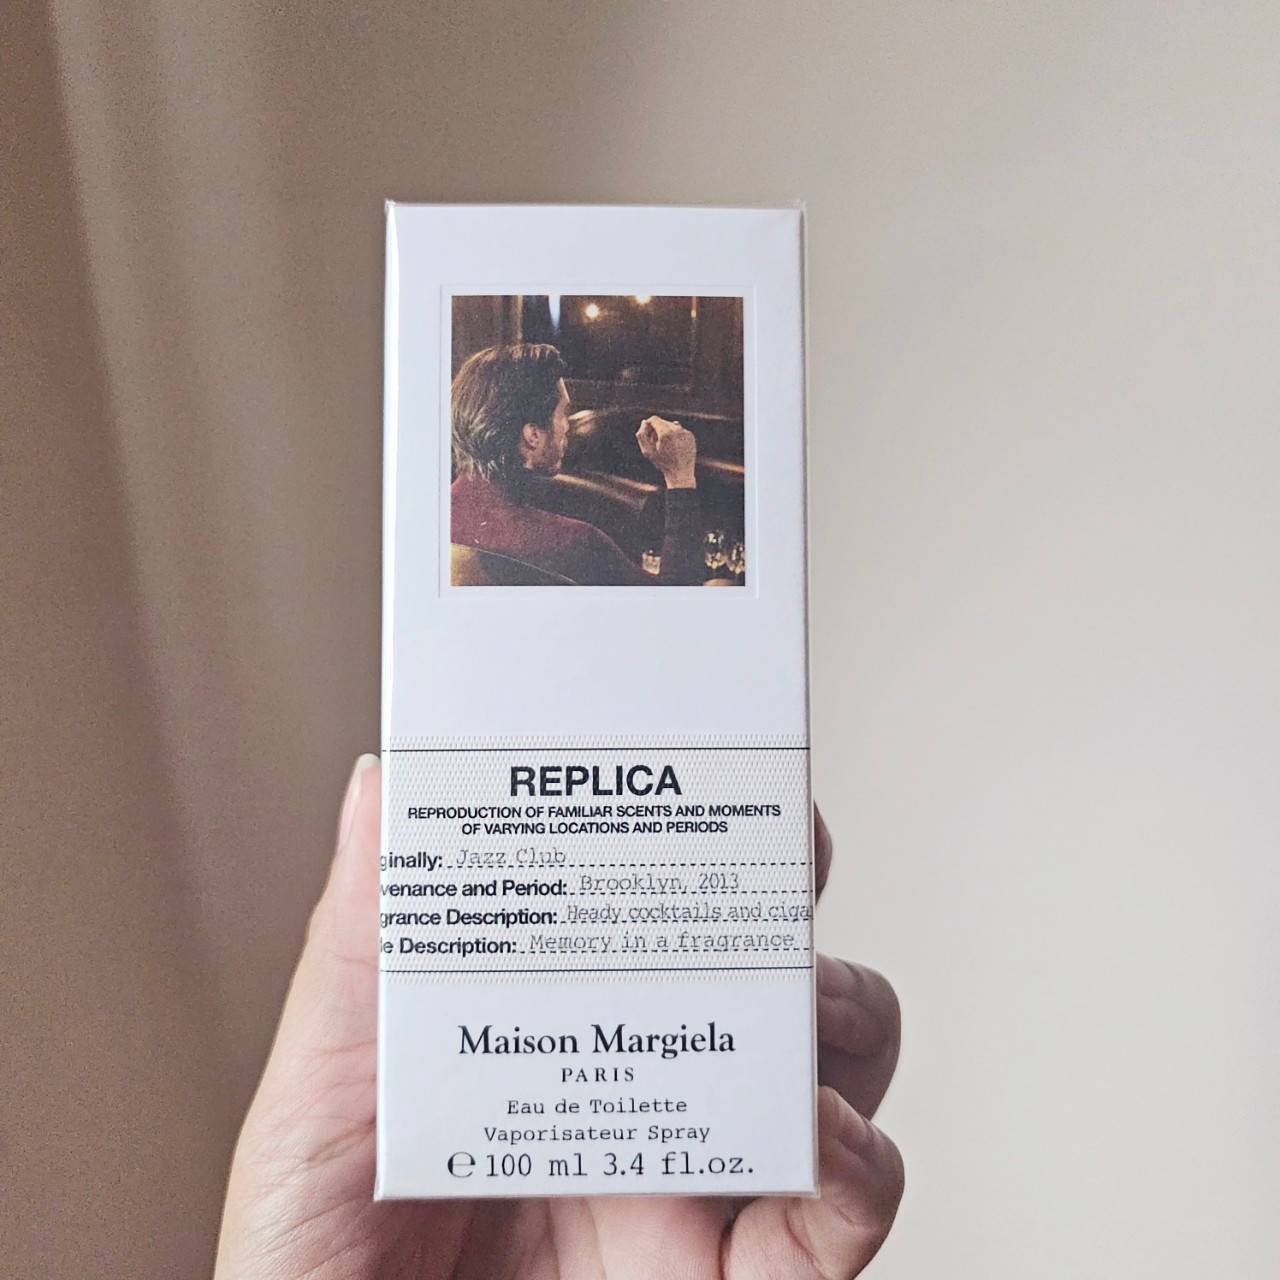 REPLICA
REPRODUCTION OF FAMILIAR SCENTS AND MOMENTS
OF VARYING LOCATIONS AND PERIODS
ginally: Jazz Club
venance and Period: Brooklyn, 2013
grance Description: Heady cocktails and ciga
le Description: Memory in a fragrance
Maison Margiela
PARIS
Eau de Toilette
Vaporisateur Spray
℮ 100 ml 3.4 fl.oz.